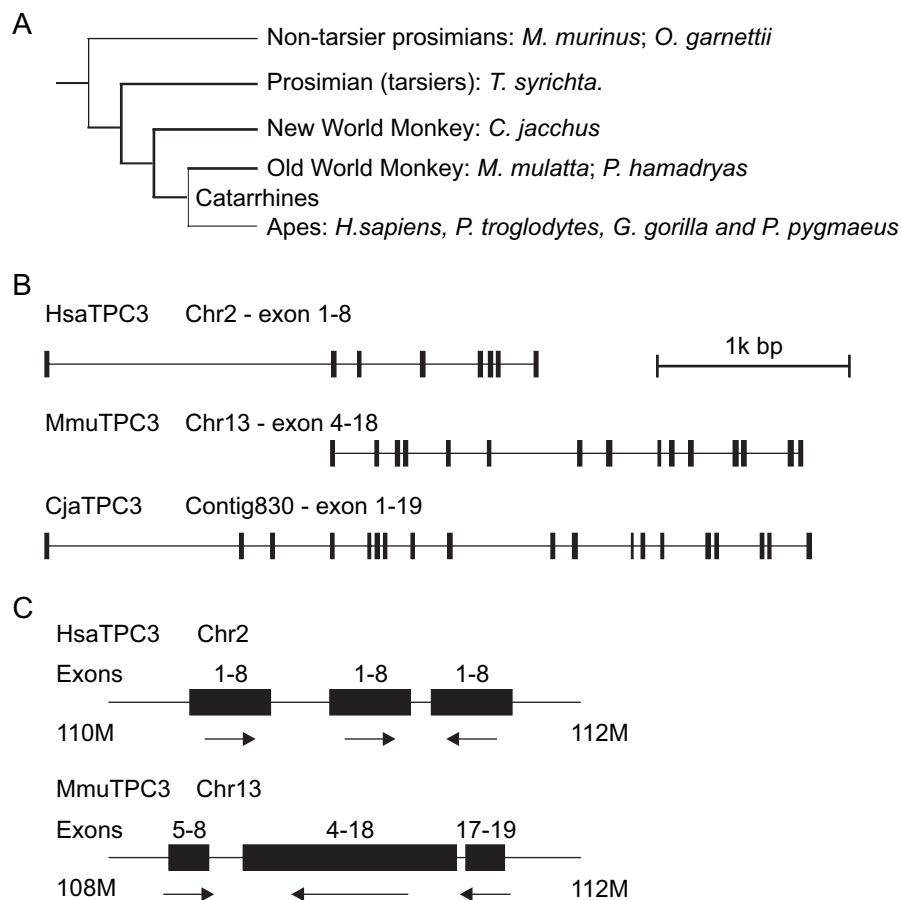 A
Non-tarsier prosimians: M. murinus; O. garnettii
Prosimian (tarsiers): T. syrichta.
New World Monkey: C. jacchus
Old World Monkey: M. mulatta; P. hamadryas
Catarrhines
Apes: H.sapiens, P. troglodytes, G. gorilla and P. pygmaeus
B
HsaTPC3 Chr2 - exon 1-8
1k bp
MmuTPC3 Chr13 - exon 4-18
CjaTPC3 Contig830 - exon 1-19
C
HsaTPC3 Chr2
Exons 1-8 1-8 1-8
110M 112M
MmuTPC3 Chr13
Exons 5-8 4-18 17-19
108M 112M